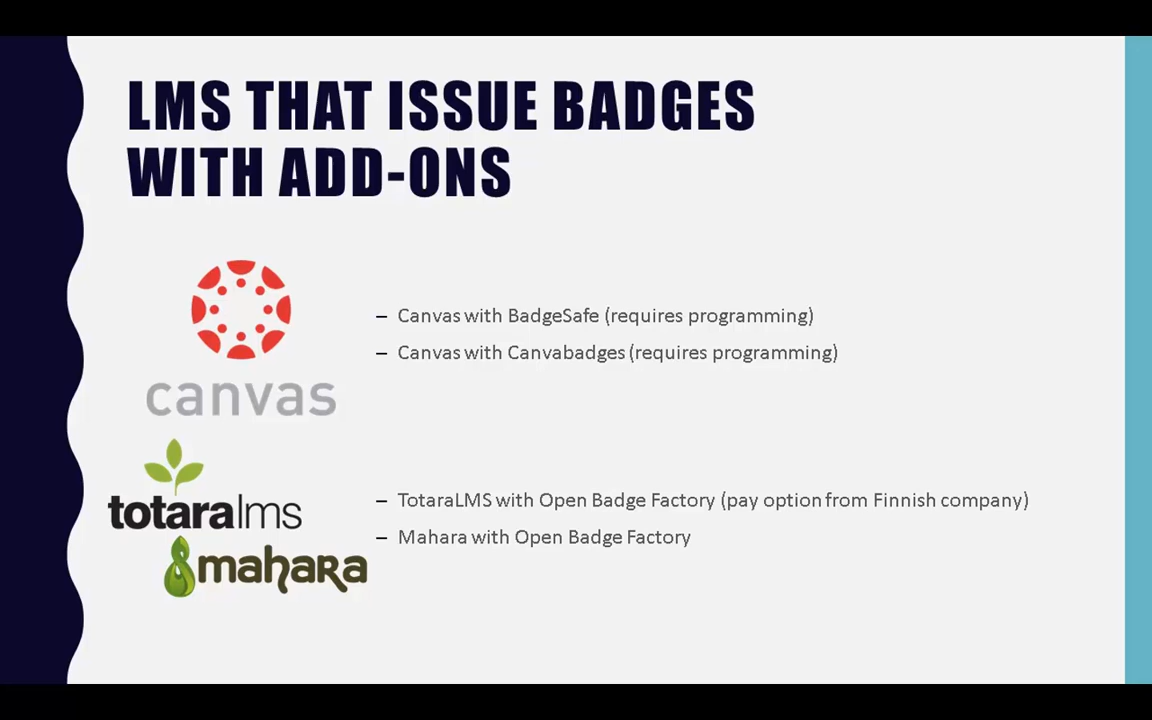 LMS THAT ISSUE BADGES
WITH ADD-ONS
canvas
– Canvas with BadgeSafe (requires programming)
– Canvas with Canvabadges (requires programming)
totaralms
mahara
– TotaraLMS with Open Badge Factory (pay option from Finnish company)
– Mahara with Open Badge Factory